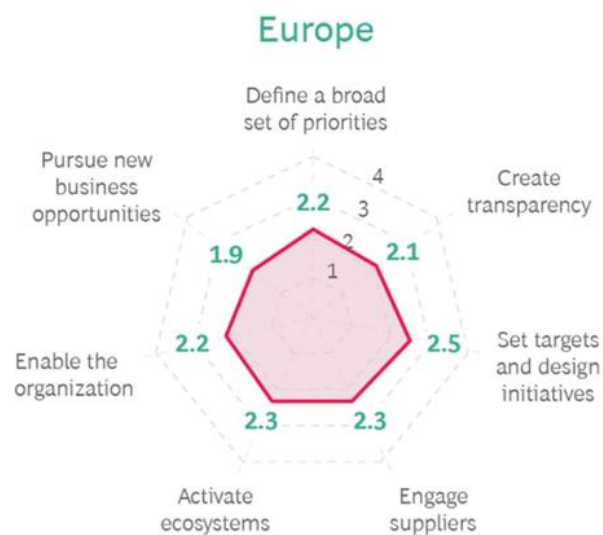 Europe
Define a broad
set of priorities
Pursue new
business
opportunities
Create
transparency
4
3
2
1
2.2
1.9
2.1
2.2
2.5
2.3
2.3
Enable the
organization
Set targets
and design
initiatives
Activate
ecosystems
Engage
suppliers